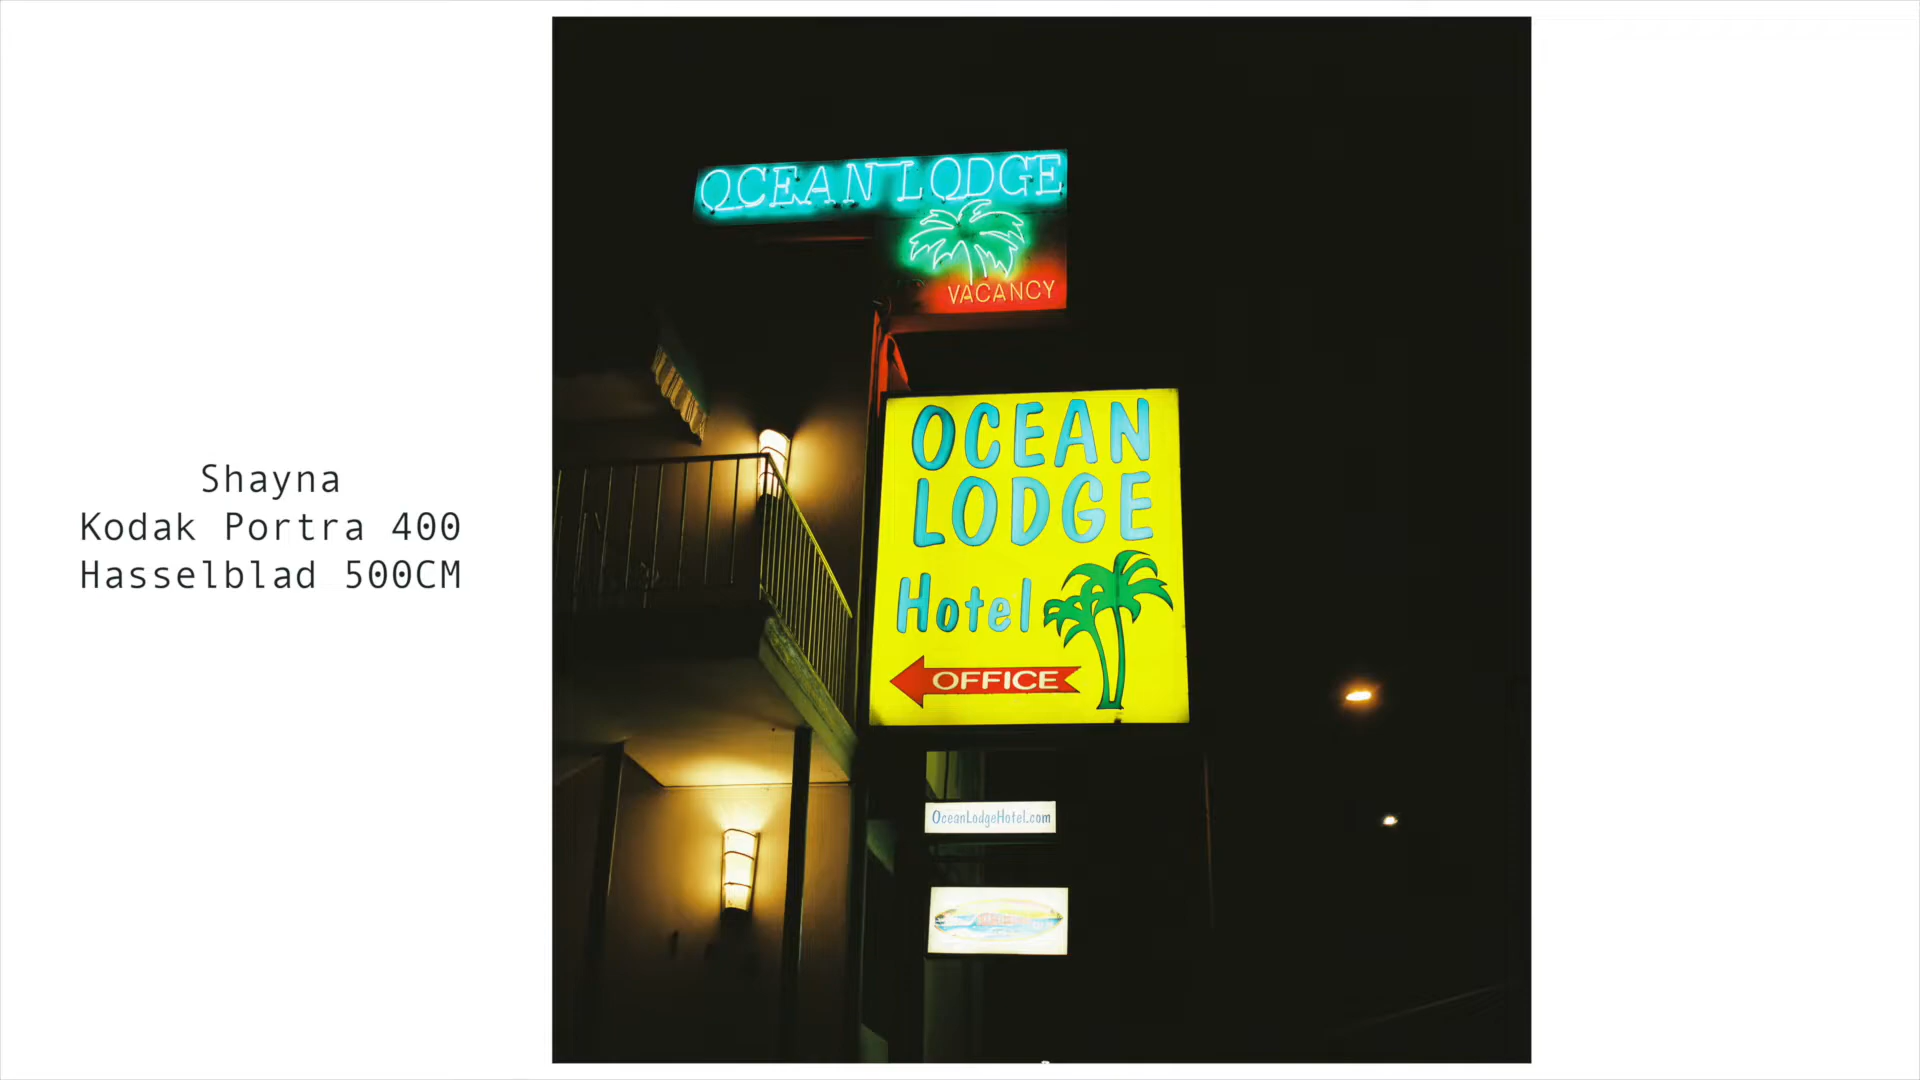 Shayna
Kodak Portra 400
Hasselblad 500CM
OCEAN LODGE
VACANCY
OCEAN
LODGE
Hotel
OFFICE
OceanLodgeHotel.com